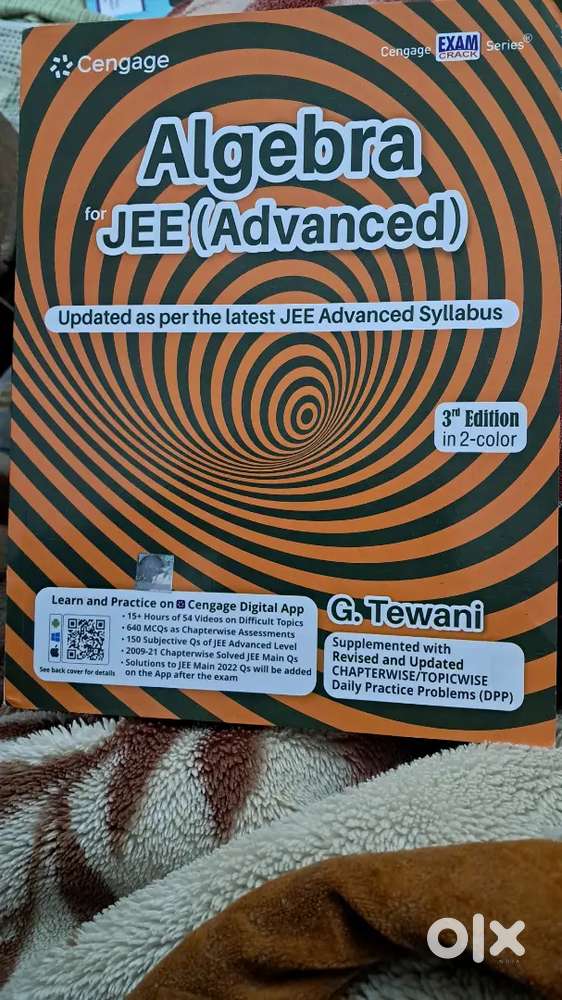 Cengage
Cengage EXAM CRACK Series®
Algebra
for JEE (Advanced)
Updated as per the latest JEE Advanced Syllabus
3rd Edition
in 2-color
Learn and Practice on Cengage Digital App
• 15+ Hours of 54 Videos on Difficult Topics
• 640 MCQs as Chapterwise Assessments
• 150 Subjective Qs of JEE Advanced Level
• 2009-21 Chapterwise Solved JEE Main Qs
• Solutions to JEE Main 2022 Qs will be added
on the App after the exam
See back cover for details
G. Tewani
Supplemented with
Revised and Updated
CHAPTERWISE/TOPICWISE
Daily Practice Problems (DPP)
olx
INDIA